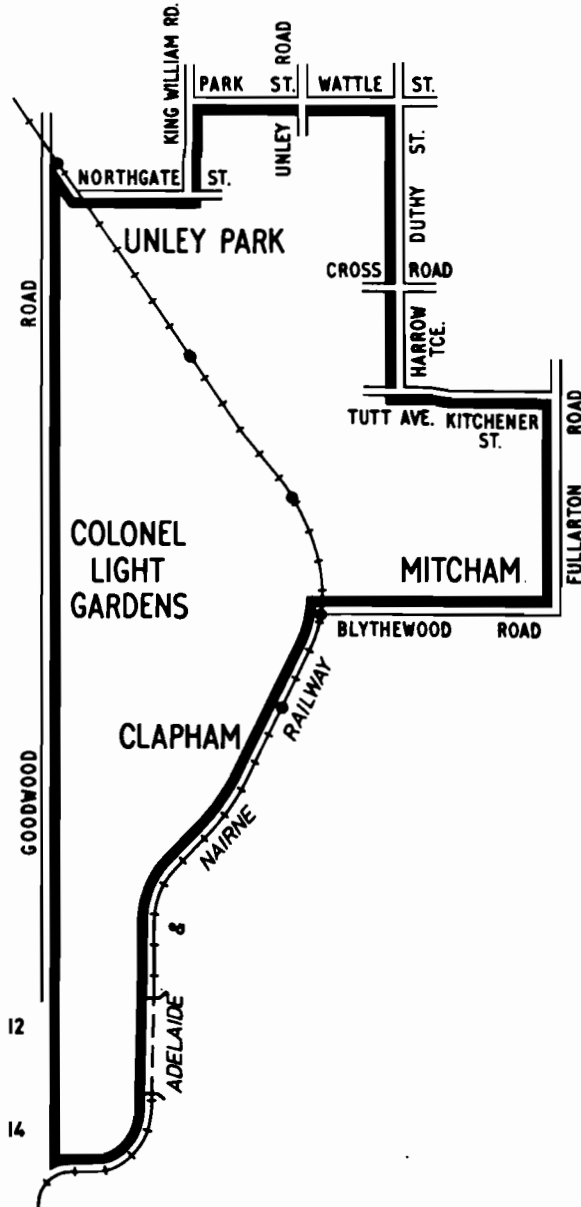 KING WILLIAM RD.
UNLEY ROAD
PARK ST. WATTLE ST.
DUTHY ST.
NORTHGATE ST.
UNLEY PARK
CROSS ROAD
HARROW TCE.
ROAD
TUTT AVE. KITCHENER ST.
FULLARTON ROAD
COLONEL
LIGHT
GARDENS
MITCHAM
BLYTHEWOOD ROAD
CLAPHAM
GOODWOOD
ADELAIDE & NAIRNE RAILWAY
12
14